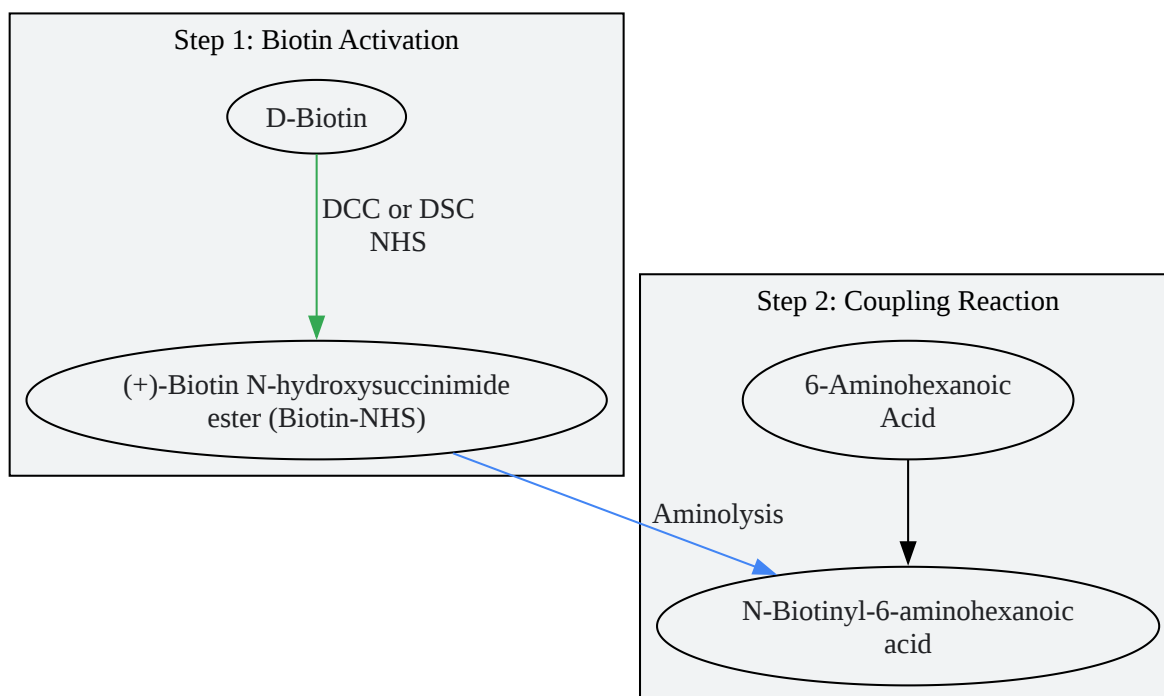 Step 1: Biotin Activation
D-Biotin
DCC or DSC
NHS
(+)-Biotin N-hydroxysuccinimide
ester (Biotin-NHS)
Step 2: Coupling Reaction
6-Aminohexanoic
Acid
Aminolysis
N-Biotinyl-6-aminohexanoic
acid